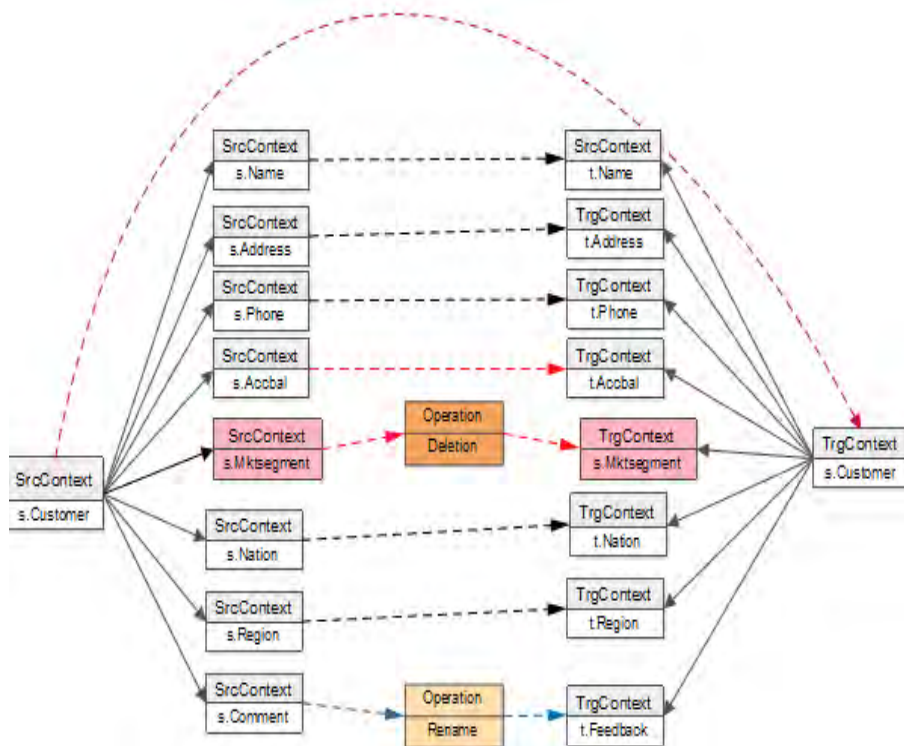 SrcContext
s.Name
SrcContext
t.Name
SrcContext
s.Address
TrgContext
t.Address
SrcContext
s.Phone
TrgContext
t.Phone
SrcContext
s.Accbal
TrgContext
t.Accbal
SrcContext
s.Mktsegment
Operation
Deletion
TrgContext
s.Mktsegment
SrcContext
s.Customer
TrgContext
s.Customer
SrcContext
s.Nation
TrgContext
t.Nation
SrcContext
s.Region
TrgContext
t.Region
SrcContext
s.Comment
Operation
Rename
TrgContext
t.Feedback